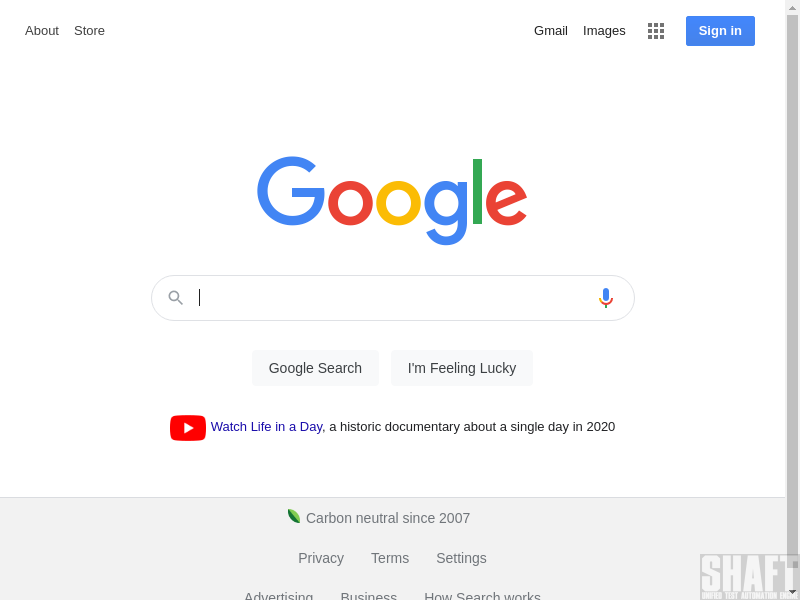 About Store Gmail Images Sign in
Google
Google Search I'm Feeling Lucky
Watch Life in a Day, a historic documentary about a single day in 2020
Carbon neutral since 2007
Privacy Terms Settings
Advertising Business How Search works
SHAFT